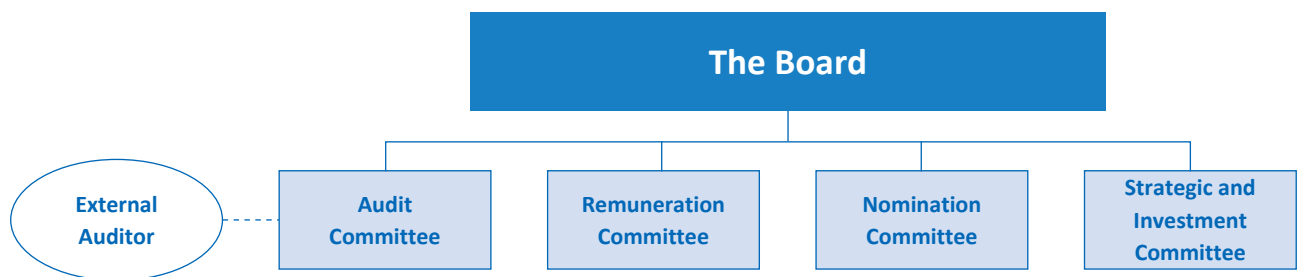 The Board
External
Auditor
Audit
Committee
Remuneration
Committee
Nomination
Committee
Strategic and
Investment
Committee